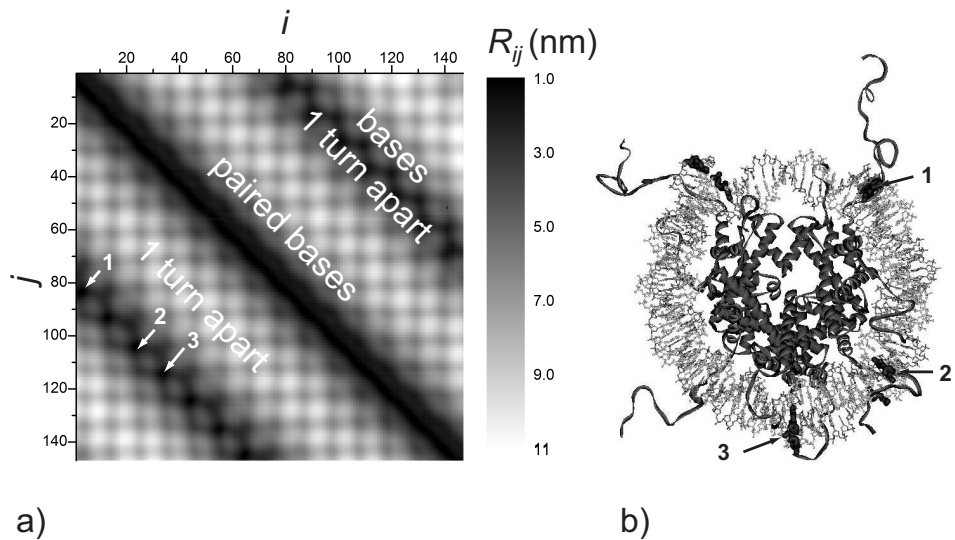 i
R_ij (nm)
20 40 60 80 100 120 140
20
40
60
80
100
120
140
j
bases
1 turn apart
paired bases
1 turn apart
1
2
3
1.0
3.0
5.0
7.0
9.0
11
1
2
3
a)
b)